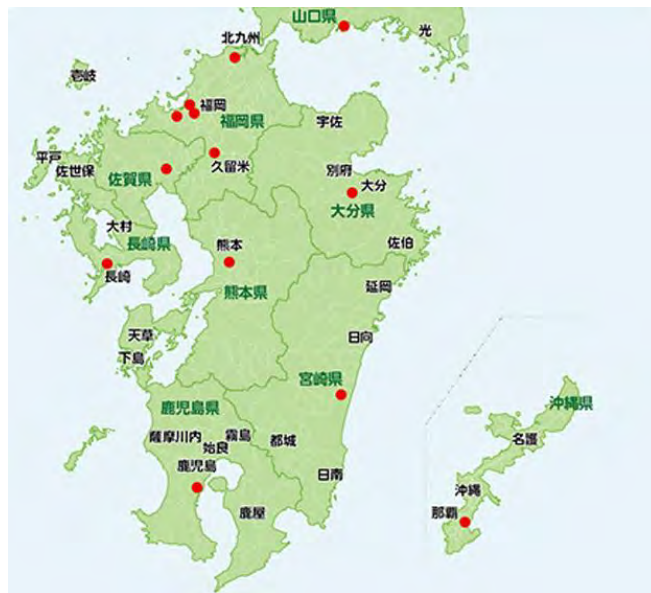 山口県
光
北九州
壱岐
福岡
福岡県
宇佐
平戸
佐世保
佐賀県
久留米
別府
大分
大分県
大村
長崎県
熊本
佐伯
長崎
熊本県
延岡
天草
下島
日向
宮崎県
鹿児島県
沖縄県
薩摩川内
霧島
姶良
都城
名護
鹿児島
日南
沖縄
那覇
鹿屋